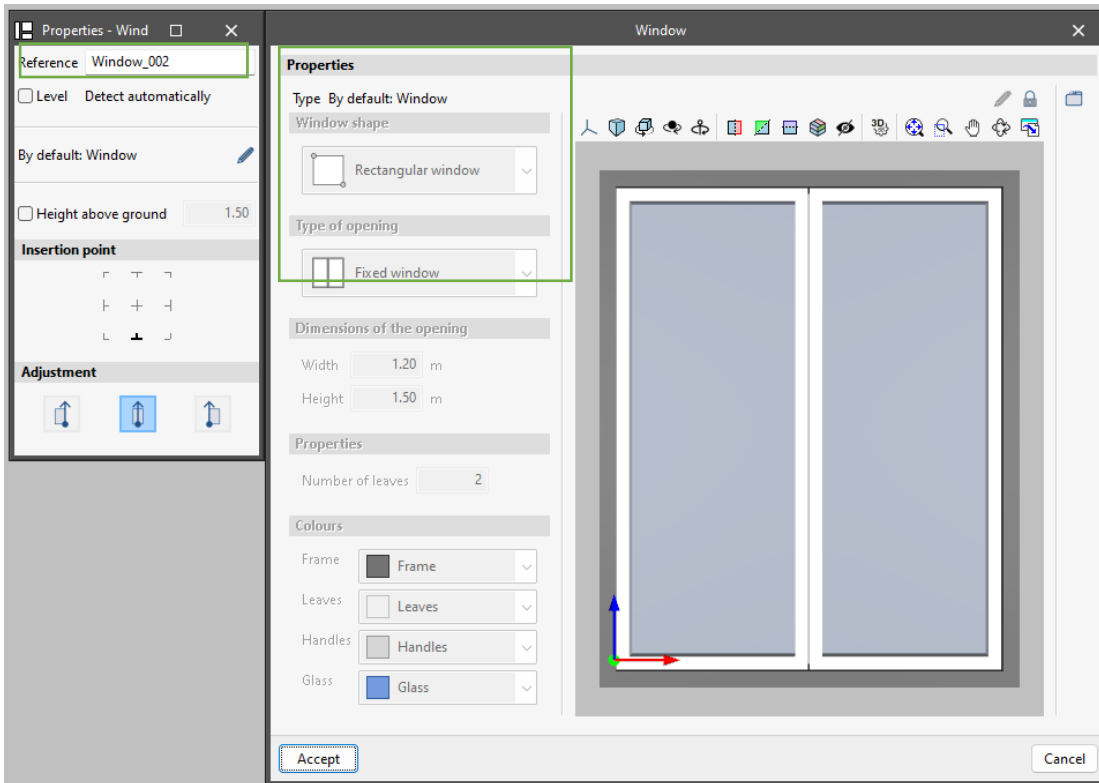 Properties - Wind
Reference Window_002
Level Detect automatically
By default: Window
Height above ground 1.50
Insertion point
Adjustment
Window
Properties
Type By default: Window
Window shape
Rectangular window
Type of opening
Fixed window
Dimensions of the opening
Width 1.20 m
Height 1.50 m
Properties
Number of leaves 2
Colours
Frame Frame
Leaves Leaves
Handles Handles
Glass Glass
3D
Accept
Cancel